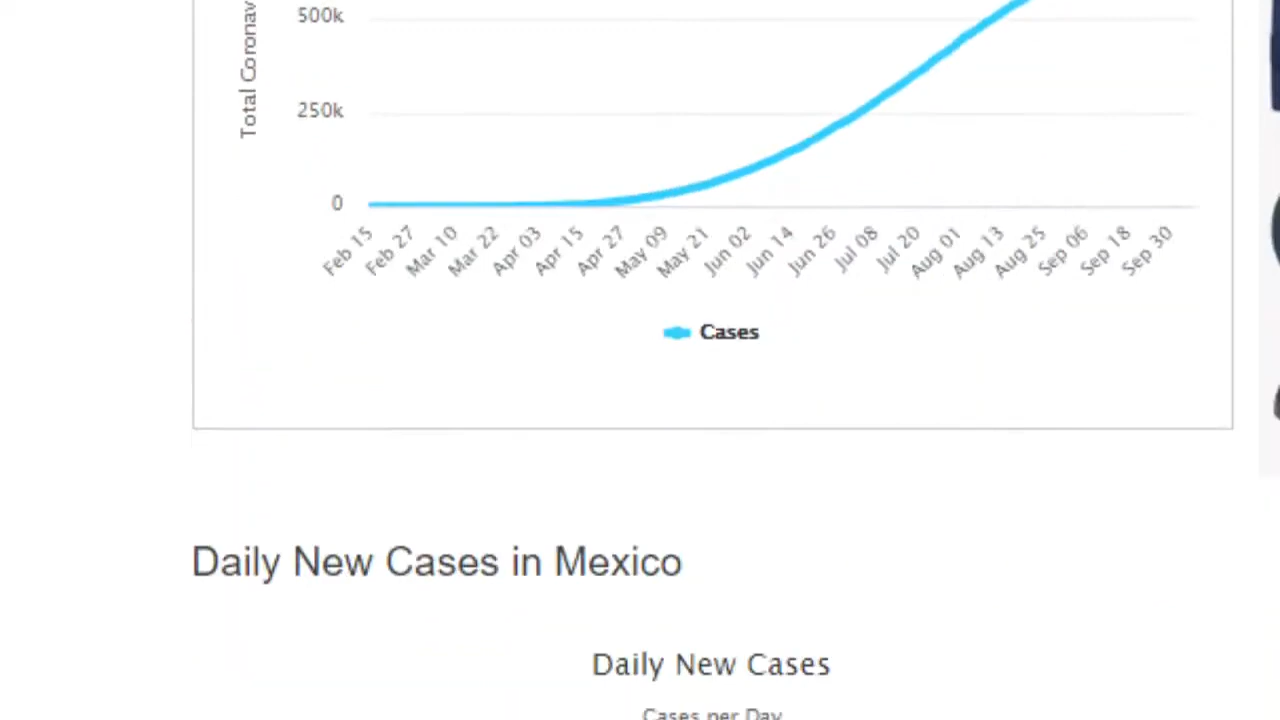 500k
Total Coronav
250k
0
Feb 15
Feb 27
Mar 10
Mar 22
Apr 03
Apr 15
Apr 27
May 09
May 21
Jun 02
Jun 14
Jun 26
Jul 08
Jul 20
Aug 01
Aug 13
Aug 25
Sep 06
Sep 18
Sep 30
Cases
Daily New Cases in Mexico
Daily New Cases
Cases per Day